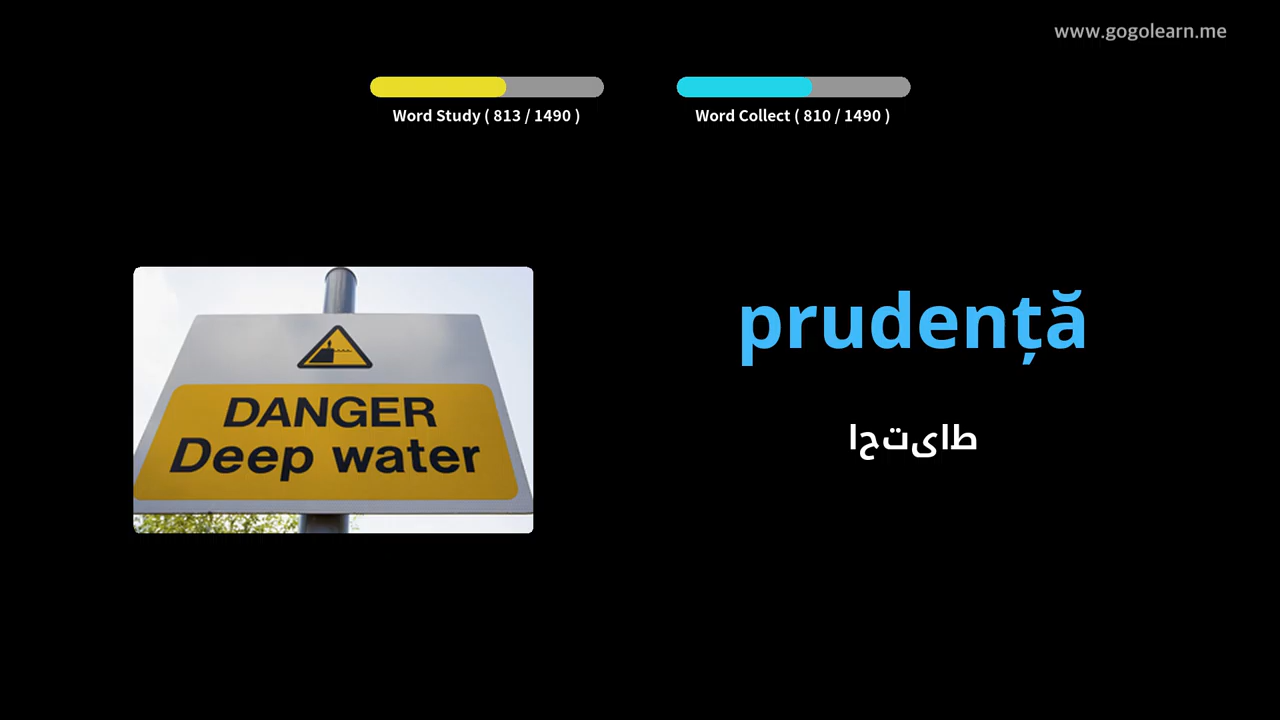 www.gogolearn.me
Word Study ( 813 / 1490 )
Word Collect ( 810 / 1490 )
DANGER
Deep water
prudență
احتیاط